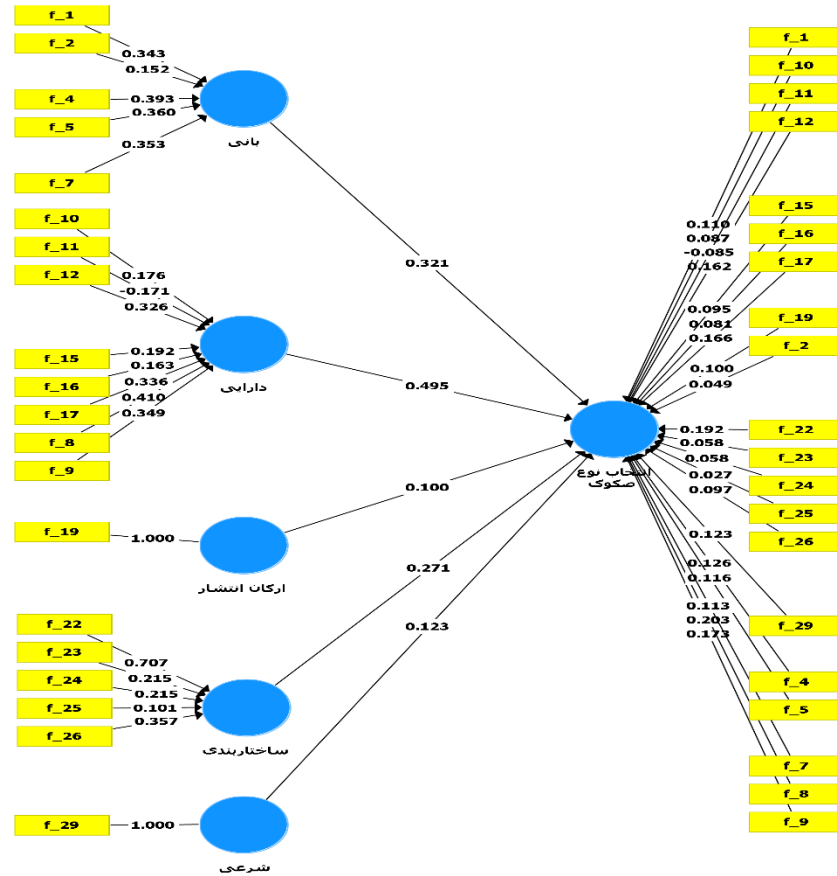 f_1
f_2
0.343
0.152
f_4
0.393
f_5
0.360
f_7
0.353
بانی
f_10
f_11
f_12
0.176
-0.171
0.326
f_15
0.192
f_16
0.163
f_17
0.336
f_8
0.410
f_9
0.349
دارایی
f_19
1.000
ارکان انتشار
f_22
f_23
f_24
f_25
f_26
0.707
0.215
0.215
0.101
0.357
ساختاربندی
f_29
1.000
شرعی
0.321
0.495
0.100
0.271
0.123
انتخاب نوع
صکوک
f_1
f_10
f_11
f_12
0.110
0.087
-0.085
0.162
f_15
f_16
f_17
0.095
0.081
0.166
f_19
f_2
0.100
0.049
f_22
f_23
f_24
f_25
f_26
0.192
0.058
0.058
0.027
0.097
f_29
0.123
f_4
f_5
0.126
0.116
f_7
f_8
f_9
0.113
0.203
0.173